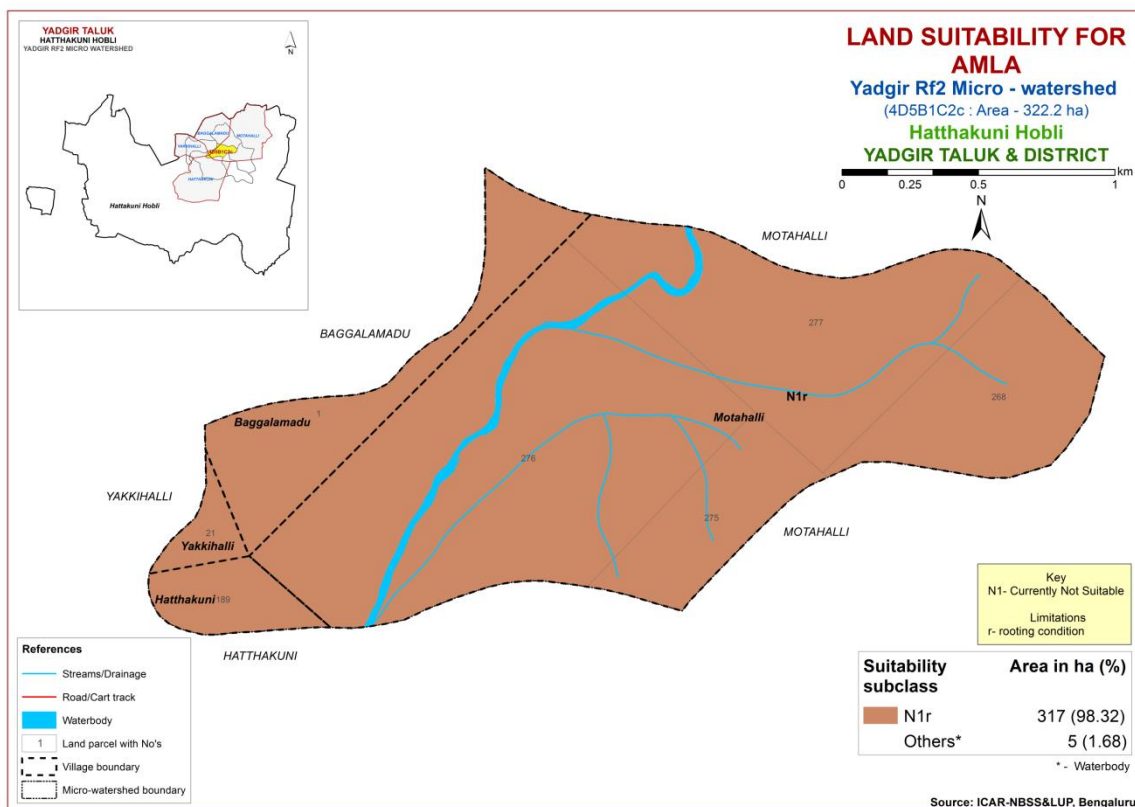 YADGIR TALUK
HATTHAKUNI HOBLI
YADGIR RF2 MICRO WATERSHED
N
BAGGALAMADU
MOTAHALLI
HATTHAKUNI
Hattakuni Hobli
LAND SUITABILITY FOR
AMLA
Yadgir Rf2 Micro - watershed
(4D5B1C2c : Area - 322.2 ha)
Hatthakuni Hobli
YADGIR TALUK & DISTRICT
km
0 0.25 0.5 1
N
MOTAHALLI
277
BAGGALAMADU
N1r
268
1
Baggalamadu
Motahalli
276
YAKKIHALLI
275
MOTAHALLI
21
Yakkihalli
Hatthakuni 189
HATTHAKUNI
Key
N1- Currently Not Suitable
Limitations
r- rooting condition
References
Streams/Drainage
Road/Cart track
Waterbody
1 Land parcel with No's
Village boundary
Micro-watershed boundary
Suitability subclass Area in ha (%)
N1r 317 (98.32)
Others* 5 (1.68)
* - Waterbody
Source: ICAR-NBSS&LUP, Bengaluru